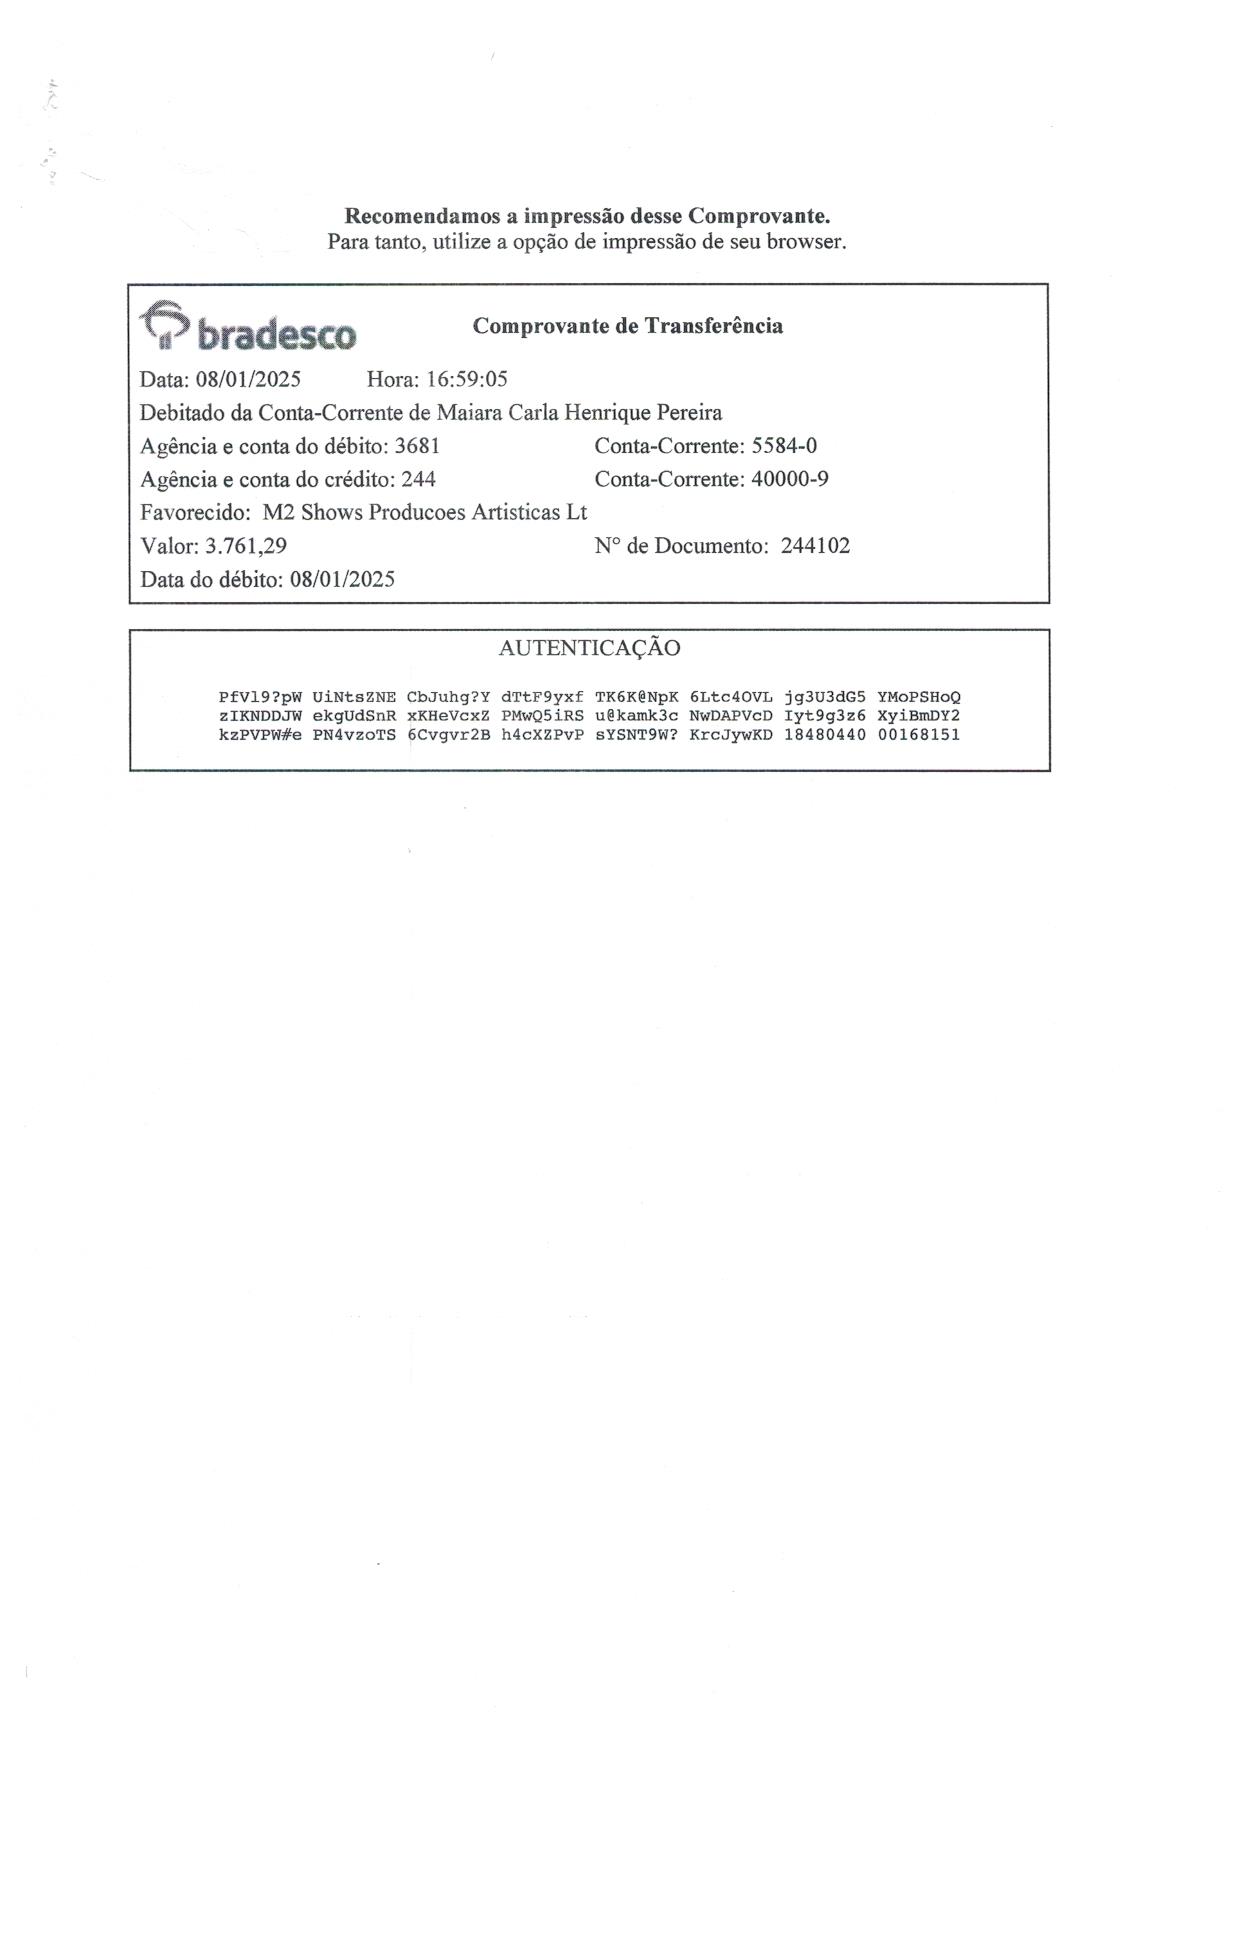 Recomendamos a impressão desse Comprovante.
Para tanto, utilize a opção de impressão de seu browser.
bradesco
Comprovante de Transferência
Data: 08/01/2025 Hora: 16:59:05
Debitado da Conta-Corrente de Maiara Carla Henrique Pereira
Agência e conta do débito: 3681 Conta-Corrente: 5584-0
Agência e conta do crédito: 244 Conta-Corrente: 40000-9
Favorecido: M2 Shows Producoes Artisticas Lt
Valor: 3.761,29 N° de Documento: 244102
Data do débito: 08/01/2025
AUTENTICAÇÃO
PfVl9?pW UiNtsZNE CbJuhg?Y dTtF9yxf TK6K@NpK 6Ltc4OVL jg3U3dG5 YMoPSHoQ
zIKNDDJW ekgUdSnR xKHeVcxZ PMwQ5iRS u@kamk3c NwDAPVcD Iyt9g3z6 XyiBmDY2
kzPVPW#e PN4vzoTS 6Cvgvr2B h4cXZPvP sYSNT9W? KrcJywKD 18480440 00168151